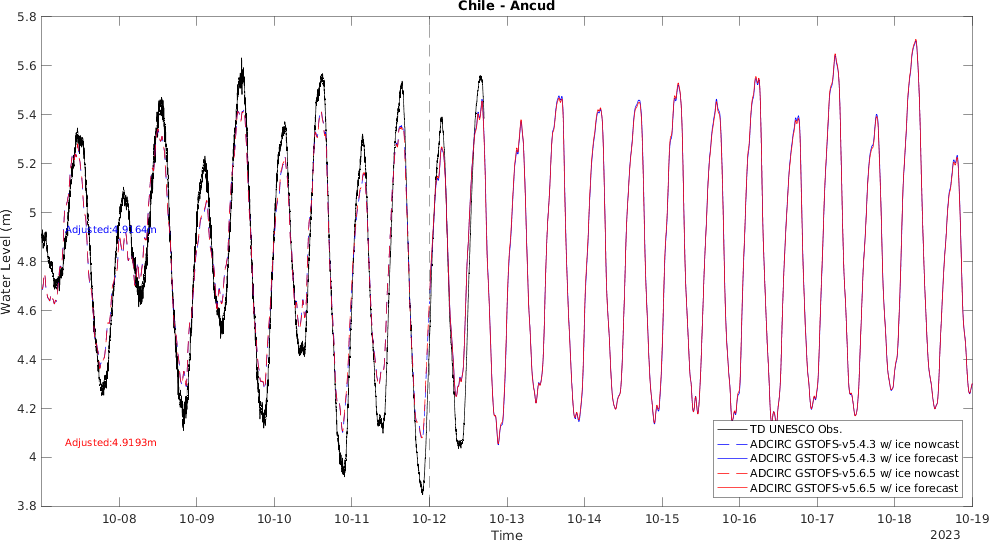 Chile - Ancud
5.8
5.6
5.4
5.2
5
4.8
4.6
4.4
4.2
4
3.8
Water Level (m)
Adjusted:4.9164m
Adjusted:4.9193m
TD UNESCO Obs.
ADCIRC GSTOFS-v5.4.3 w/ ice nowcast
ADCIRC GSTOFS-v5.4.3 w/ ice forecast
ADCIRC GSTOFS-v5.6.5 w/ ice nowcast
ADCIRC GSTOFS-v5.6.5 w/ ice forecast
10-08 10-09 10-10 10-11 10-12 10-13 10-14 10-15 10-16 10-17 10-18 10-19
Time
2023